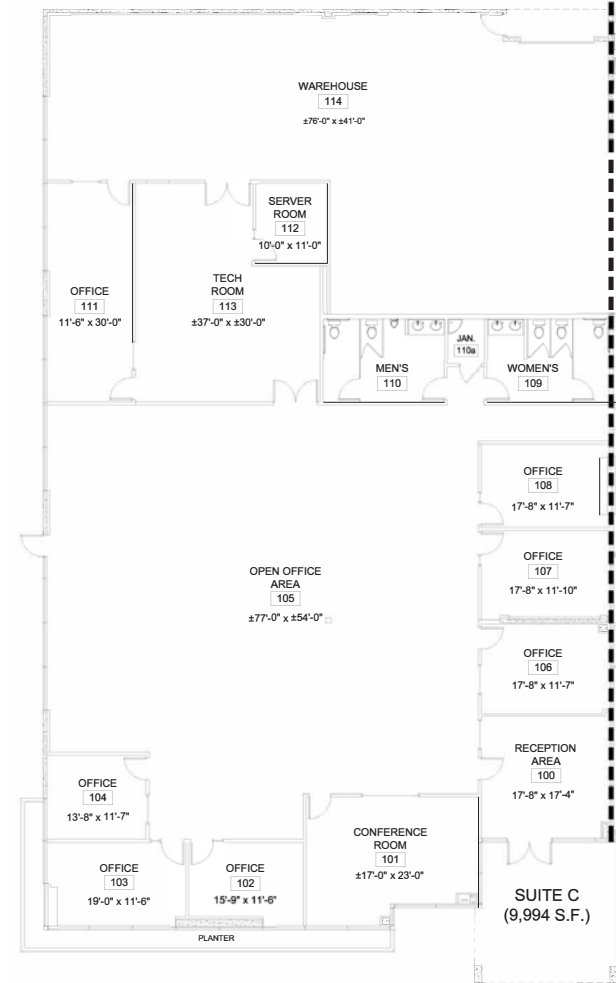 WAREHOUSE
114
±76'-0" x ±41'-0"
SERVER
ROOM
112
10'-0" x 11'-0"
OFFICE
111
11'-6" x 30'-0"
TECH
ROOM
113
±37'-0" x ±30'-0"
JAN.
110a
MEN'S
110
WOMEN'S
109
OFFICE
108
17'-8" x 11'-7"
OFFICE
107
17'-8" x 11'-10"
OPEN OFFICE
AREA
105
±77'-0" x ±54'-0"
OFFICE
106
17'-8" x 11'-7"
RECEPTION
AREA
100
17'-8" x 17'-4"
OFFICE
104
13'-8" x 11'-7"
CONFERENCE
ROOM
101
±17'-0" x 23'-0"
OFFICE
103
19'-0" x 11'-6"
OFFICE
102
15'-9" x 11'-6"
SUITE C
(9,994 S.F.)
PLANTER